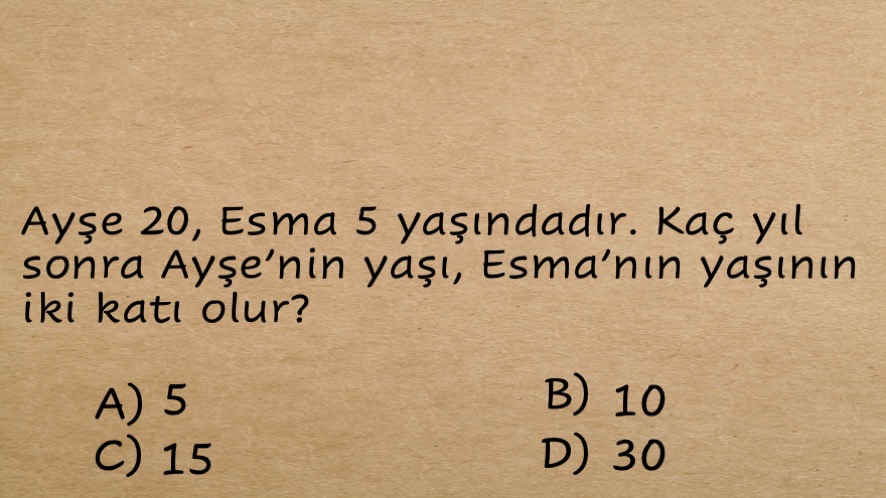 Ayşe 20, Esma 5 yaşındadır. Kaç yıl
sonra Ayşe'nin yaşı, Esma'nın yaşının
iki katı olur?
A) 5 B) 10
C) 15 D) 30